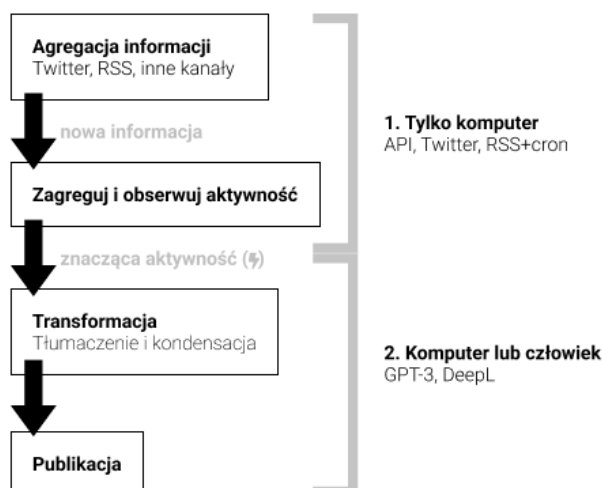 Agregacja informacji
Twitter, RSS, inne kanały
nowa informacja
Zagreguj i obserwuj aktywność
znacząca aktywność (⚡)
Transformacja
Tłumaczenie i kondensacja
Publikacja
1. Tylko komputer
API, Twitter, RSS+cron
2. Komputer lub człowiek
GPT-3, DeepL